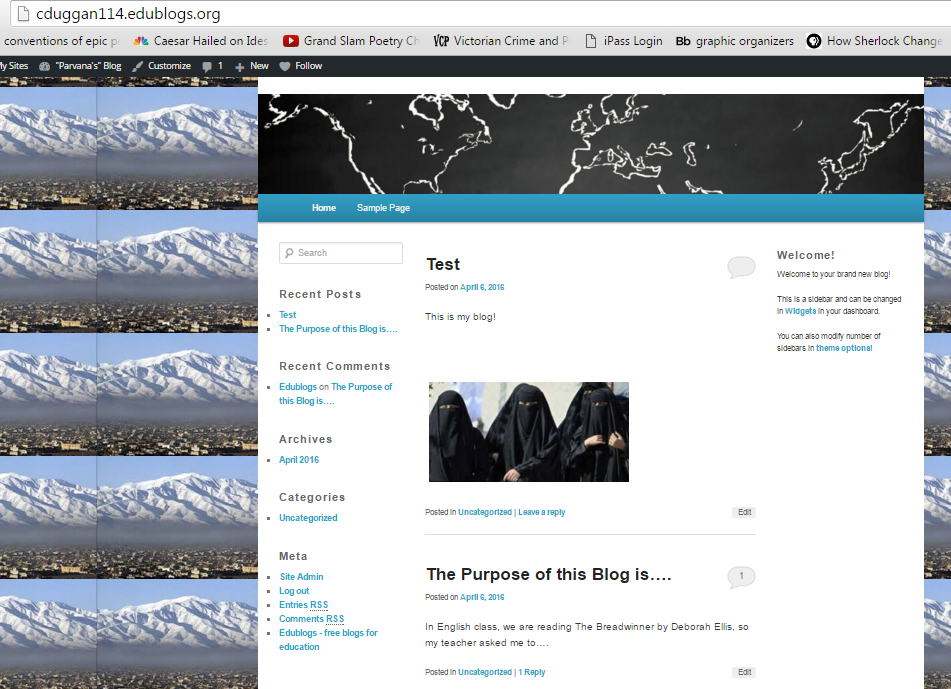 cduggan114.edublogs.org
conventions of epic p
Caesar Hailed on Ides
Grand Slam Poetry Ch
VCP Victorian Crime and P
iPass Login
Bb graphic organizers
How Sherlock Change
My Sites
"Parvana's" Blog
Customize
1
New
Follow
Home
Sample Page
Search
Recent Posts
Test
The Purpose of this Blog is….
Recent Comments
Edublogs on The Purpose
of this Blog is….
Archives
April 2016
Categories
Uncategorized
Meta
Site Admin
Log out
Entries RSS
Comments RSS
Edublogs - free blogs for
education
Test
Posted on April 6, 2016
This is my blog!
Posted in Uncategorized | Leave a reply
Edit
The Purpose of this Blog is….
1
Posted on April 6, 2016
In English class, we are reading The Breadwinner by Deborah Ellis, so
my teacher asked me to….
Posted in Uncategorized | 1 Reply
Edit
Welcome!
Welcome to your brand new blog!
This is a sidebar and can be changed
in Widgets in your dashboard.
You can also modify number of
sidebars in theme options!